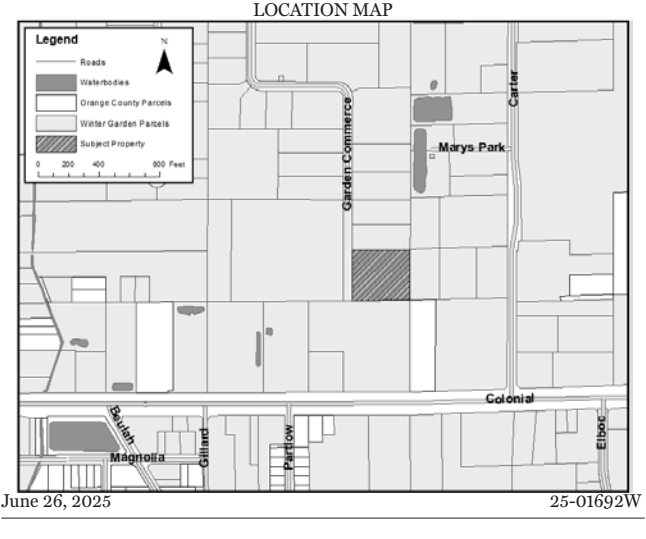 LOCATION MAP
Legend
N
Roads
Waterbodies
Orange County Parcels
Winter Garden Parcels
Subject Property
0 200 400 800 Feet
Garden Commerce
Carter
Marys Park
Colonial
Beulah
Magnolia
Gillard
Partlow
Elboc
June 26, 2025 25-01692W